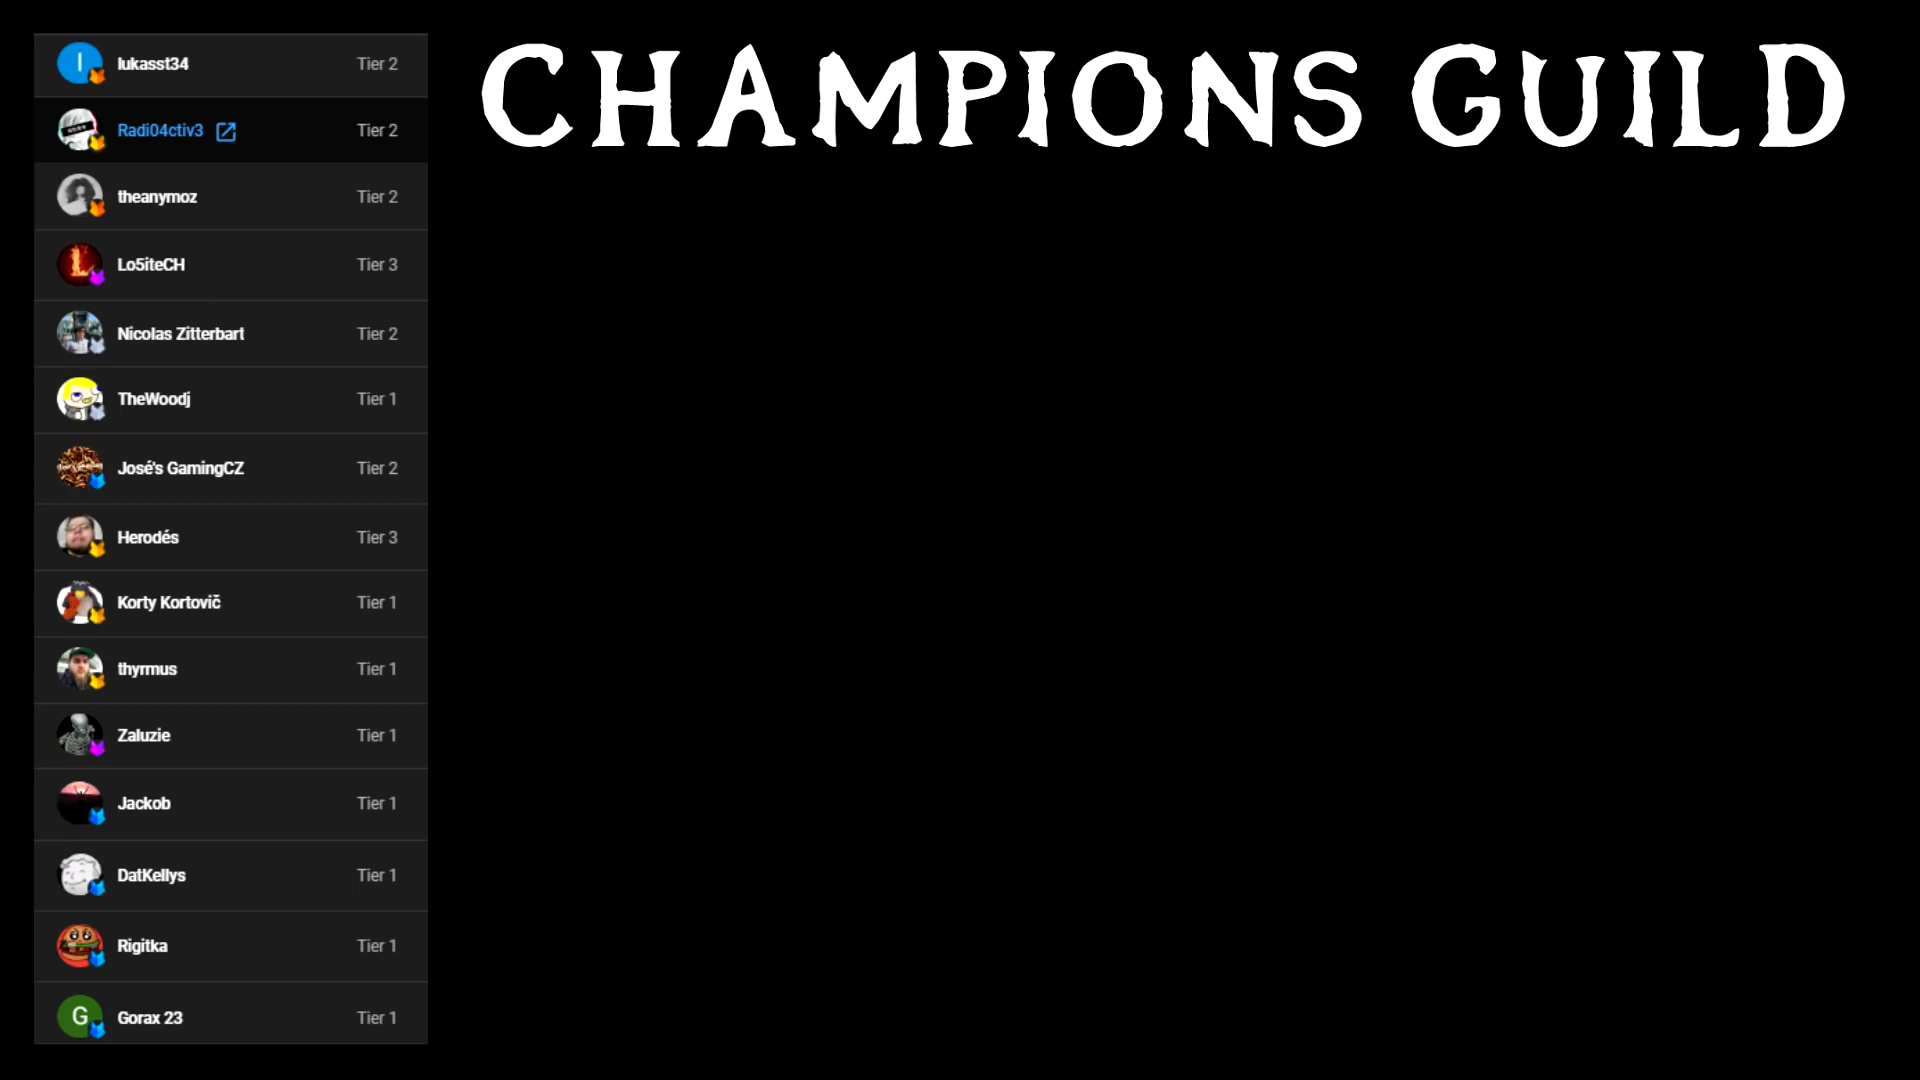 CHAMPIONS GUILD
l lukasst34 Tier 2
Radi04ctiv3 Tier 2
theanymoz Tier 2
L Lo5iteCH Tier 3
Nicolas Zitterbart Tier 2
TheWoodj Tier 1
José's GamingCZ Tier 2
Herodés Tier 3
Korty Kortovič Tier 1
thyrmus Tier 1
Zaluzie Tier 1
Jackob Tier 1
DatKellys Tier 1
Rigitka Tier 1
G Gorax 23 Tier 1